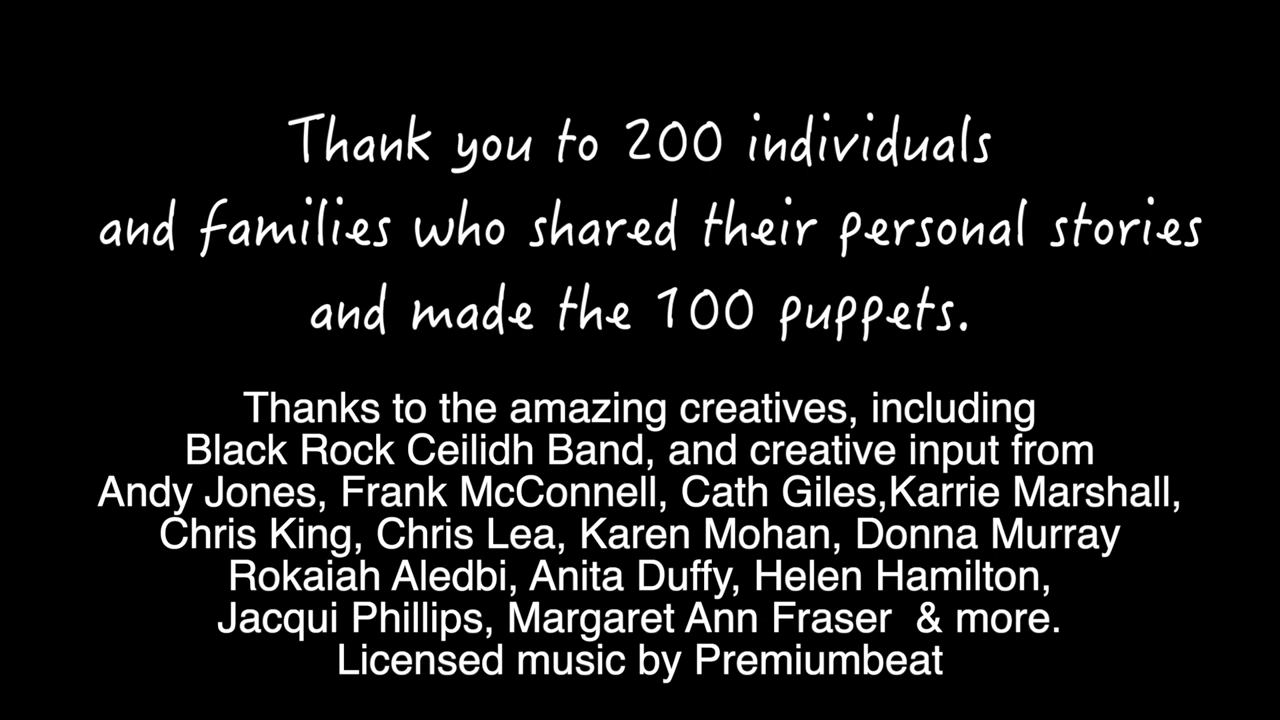 Thank you to 200 individuals
and families who shared their personal stories
and made the 100 puppets.
Thanks to the amazing creatives, including
Black Rock Ceilidh Band, and creative input from
Andy Jones, Frank McConnell, Cath Giles,Karrie Marshall,
Chris King, Chris Lea, Karen Mohan, Donna Murray
Rokaiah Aledbi, Anita Duffy, Helen Hamilton,
Jacqui Phillips, Margaret Ann Fraser  & more.
Licensed music by Premiumbeat